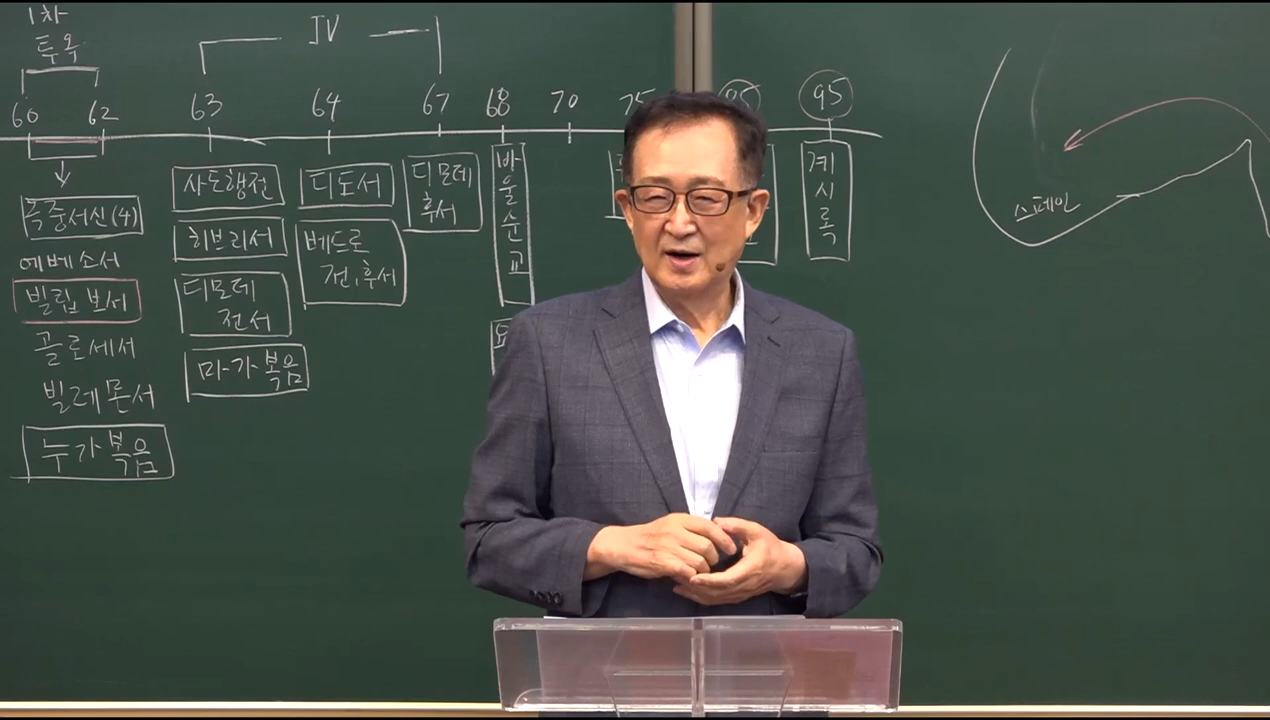 1차
투옥
IV
60 62 63 64 67 68 70 75 95
옥중서신(4)
에베소서
빌립보서
골로새서
빌레몬서
누가복음
사도행전
히브리서
디모데
전서
마가복음
디도서
베드로
전,후서
디모데
후서
바울순교
계시록
스페인